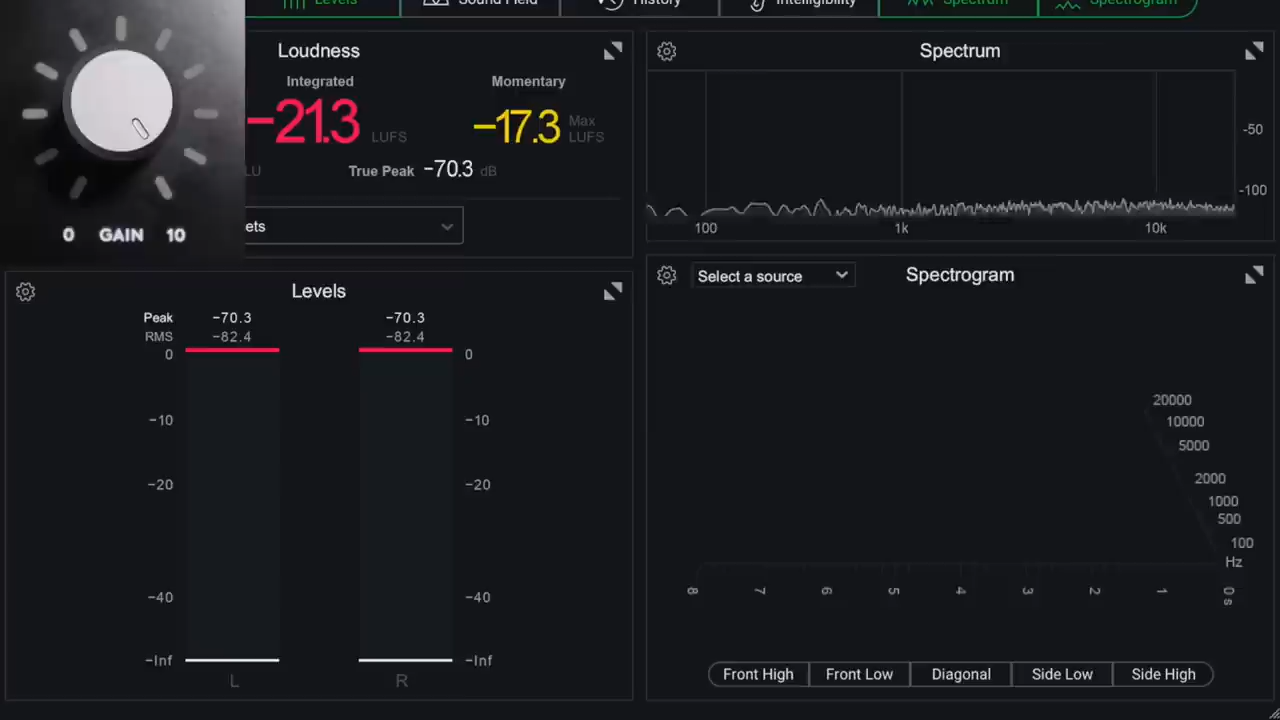 Levels
Sound Field
History
Intelligibility
Spectrum
Spectrogram
0 GAIN 10
Loudness
Integrated
-21.3 LUFS
Momentary
-17.3 Max LUFS
LU
True Peak -70.3 dB
ets
Spectrum
-50
-100
100 1k 10k
Levels
Peak -70.3 -70.3
RMS -82.4 -82.4
0 0
-10 -10
-20 -20
-40 -40
-Inf -Inf
L R
Select a source
Spectrogram
20000
10000
5000
2000
1000
500
100
Hz
8 7 6 5 4 3 2 1 0 s
Front High
Front Low
Diagonal
Side Low
Side High